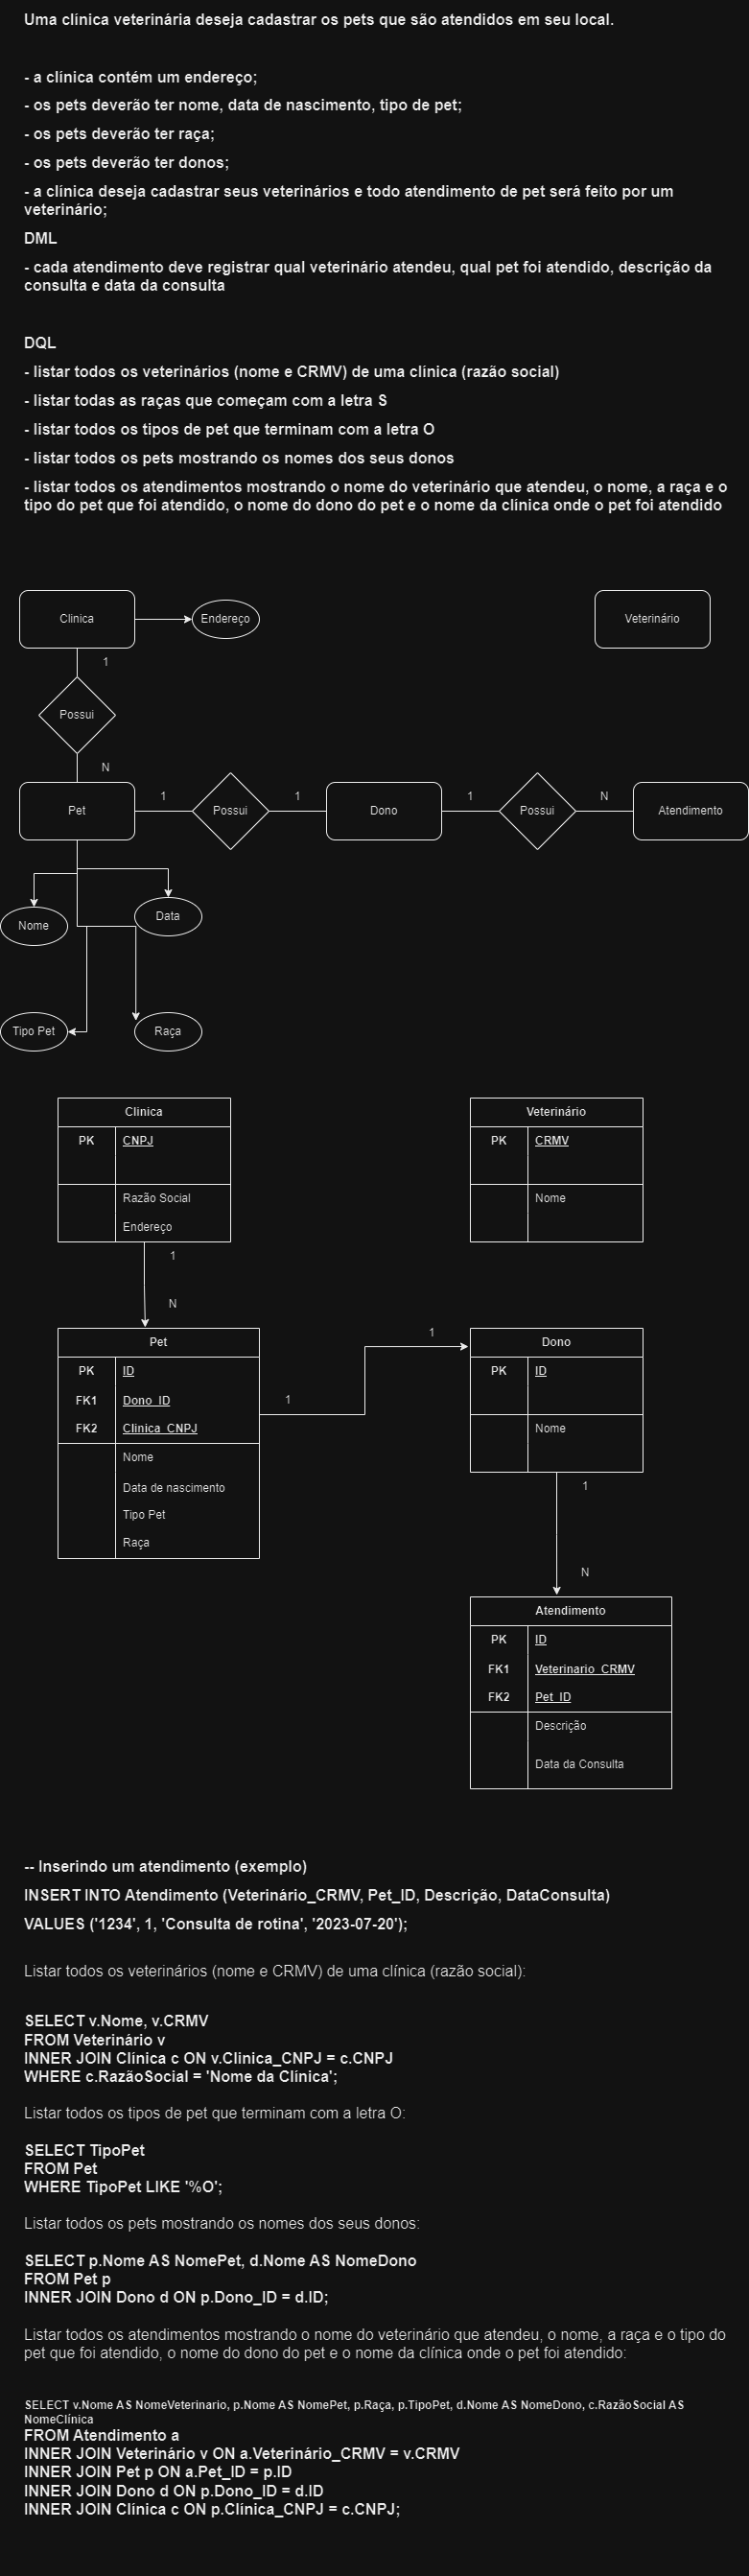 Uma clínica veterinária deseja cadastrar os pets que são atendidos em seu local.
- a clínica contém um endereço;
- os pets deverão ter nome, data de nascimento, tipo de pet;
- os pets deverão ter raça;
- os pets deverão ter donos;
- a clínica deseja cadastrar seus veterinários e todo atendimento de pet será feito por um
veterinário;
DML
- cada atendimento deve registrar qual veterinário atendeu, qual pet foi atendido, descrição da
consulta e data da consulta
DQL
- listar todos os veterinários (nome e CRMV) de uma clínica (razão social)
- listar todas as raças que começam com a letra S
- listar todos os tipos de pet que terminam com a letra O
- listar todos os pets mostrando os nomes dos seus donos
- listar todos os atendimentos mostrando o nome do veterinário que atendeu, o nome, a raça e o
tipo do pet que foi atendido, o nome do dono do pet e o nome da clínica onde o pet foi atendido
Clinica
Endereço
Veterinário
1
Possui
N
Pet
1
Possui
1
Dono
1
Possui
N
Atendimento
Nome
Data
Tipo Pet
Raça
Clinica
PK CNPJ
Razão Social
Endereço
Veterinário
PK CRMV
Nome
1
N
Pet
PK ID
FK1 Dono_ID
FK2 Clinica_CNPJ
Nome
Data de nascimento
Tipo Pet
Raça
1
1
Dono
PK ID
Nome
1
N
Atendimento
PK ID
FK1 Veterinario_CRMV
FK2 Pet_ID
Descrição
Data da Consulta
-- Inserindo um atendimento (exemplo)
INSERT INTO Atendimento (Veterinário_CRMV, Pet_ID, Descrição, DataConsulta)
VALUES ('1234', 1, 'Consulta de rotina', '2023-07-20');
Listar todos os veterinários (nome e CRMV) de uma clínica (razão social):
SELECT v.Nome, v.CRMV
FROM Veterinário v
INNER JOIN Clínica c ON v.Clinica_CNPJ = c.CNPJ
WHERE c.RazãoSocial = 'Nome da Clínica';
Listar todos os tipos de pet que terminam com a letra O:
SELECT TipoPet
FROM Pet
WHERE TipoPet LIKE '%O';
Listar todos os pets mostrando os nomes dos seus donos:
SELECT p.Nome AS NomePet, d.Nome AS NomeDono
FROM Pet p
INNER JOIN Dono d ON p.Dono_ID = d.ID;
Listar todos os atendimentos mostrando o nome do veterinário que atendeu, o nome, a raça e o tipo do
pet que foi atendido, o nome do dono do pet e o nome da clínica onde o pet foi atendido:
SELECT v.Nome AS NomeVeterinario, p.Nome AS NomePet, p.Raça, p.TipoPet, d.Nome AS NomeDono, c.RazãoSocial AS
NomeClínica
FROM Atendimento a
INNER JOIN Veterinário v ON a.Veterinário_CRMV = v.CRMV
INNER JOIN Pet p ON a.Pet_ID = p.ID
INNER JOIN Dono d ON p.Dono_ID = d.ID
INNER JOIN Clínica c ON p.Clínica_CNPJ = c.CNPJ;